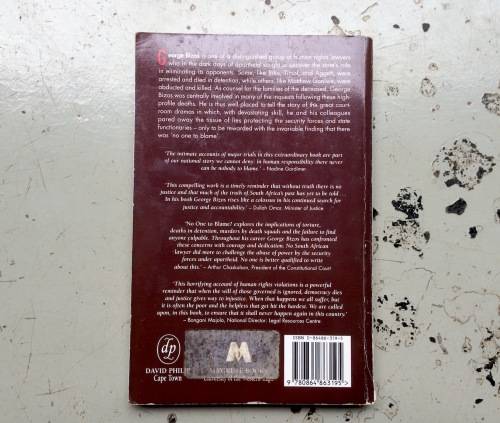 George Bizos is one of a distinguished group of human rights lawyers
who in the dark days of apartheid sought to uncover the state's role
in eliminating its opponents. Some, like Biko, Timol, and Aggett, were
arrested and died in detention, while others, like Matthew Goniwe, were
abducted and killed. As counsel for the families of the deceased, George
Bizos was centrally involved in many of the inquests following these high-
profile deaths. He is thus well placed to tell the story of the great court-
room dramas in which, with devastating skill, he and his colleagues
pared away the tissue of lies protecting the security forces and state
functionaries – only to be rewarded with the invariable finding that there
was 'no one to blame'.
'The intimate accounts of major trials in this extraordinary book are part
of our national story we cannot deny: in human responsibility there never
can be nobody to blame.' – Nadine Gordimer
'This compelling work is a timely reminder that without truth there is no
justice and that much of the truth of South Africa's past has yet to be told ...
In his book George Bizos rises like a colossus in his continued search for
justice and accountability.' – Dullah Omar, Minister of Justice
'No One to Blame? explores the implications of torture,
deaths in detention, murders by death squads and the failure to find
anyone culpable. Throughout his career George Bizos has confronted
these concerns with courage and dedication. No South African
lawyer did more to challenge the abuse of power by the security
forces under apartheid. No one is better qualified to write
about this.' – Arthur Chaskalson, President of the Constitutional Court
'This horrifying account of human rights violations is a powerful
reminder that when the will of those governed is ignored, democracy dies
and justice gives way to injustice. When that happens we all suffer, but
it is often the poor and the helpless that get hit the hardest. We are called
upon, in this book, to ensure that it shall never happen again in this country.'
– Bongani Majola, National Director: Legal Resources Centre
dp
DAVID PHILIP
Cape Town
M
MAYIBUYE BOOKS
University of the Western Cape
ISBN 0-86486-319-5
9 780864 863195 >